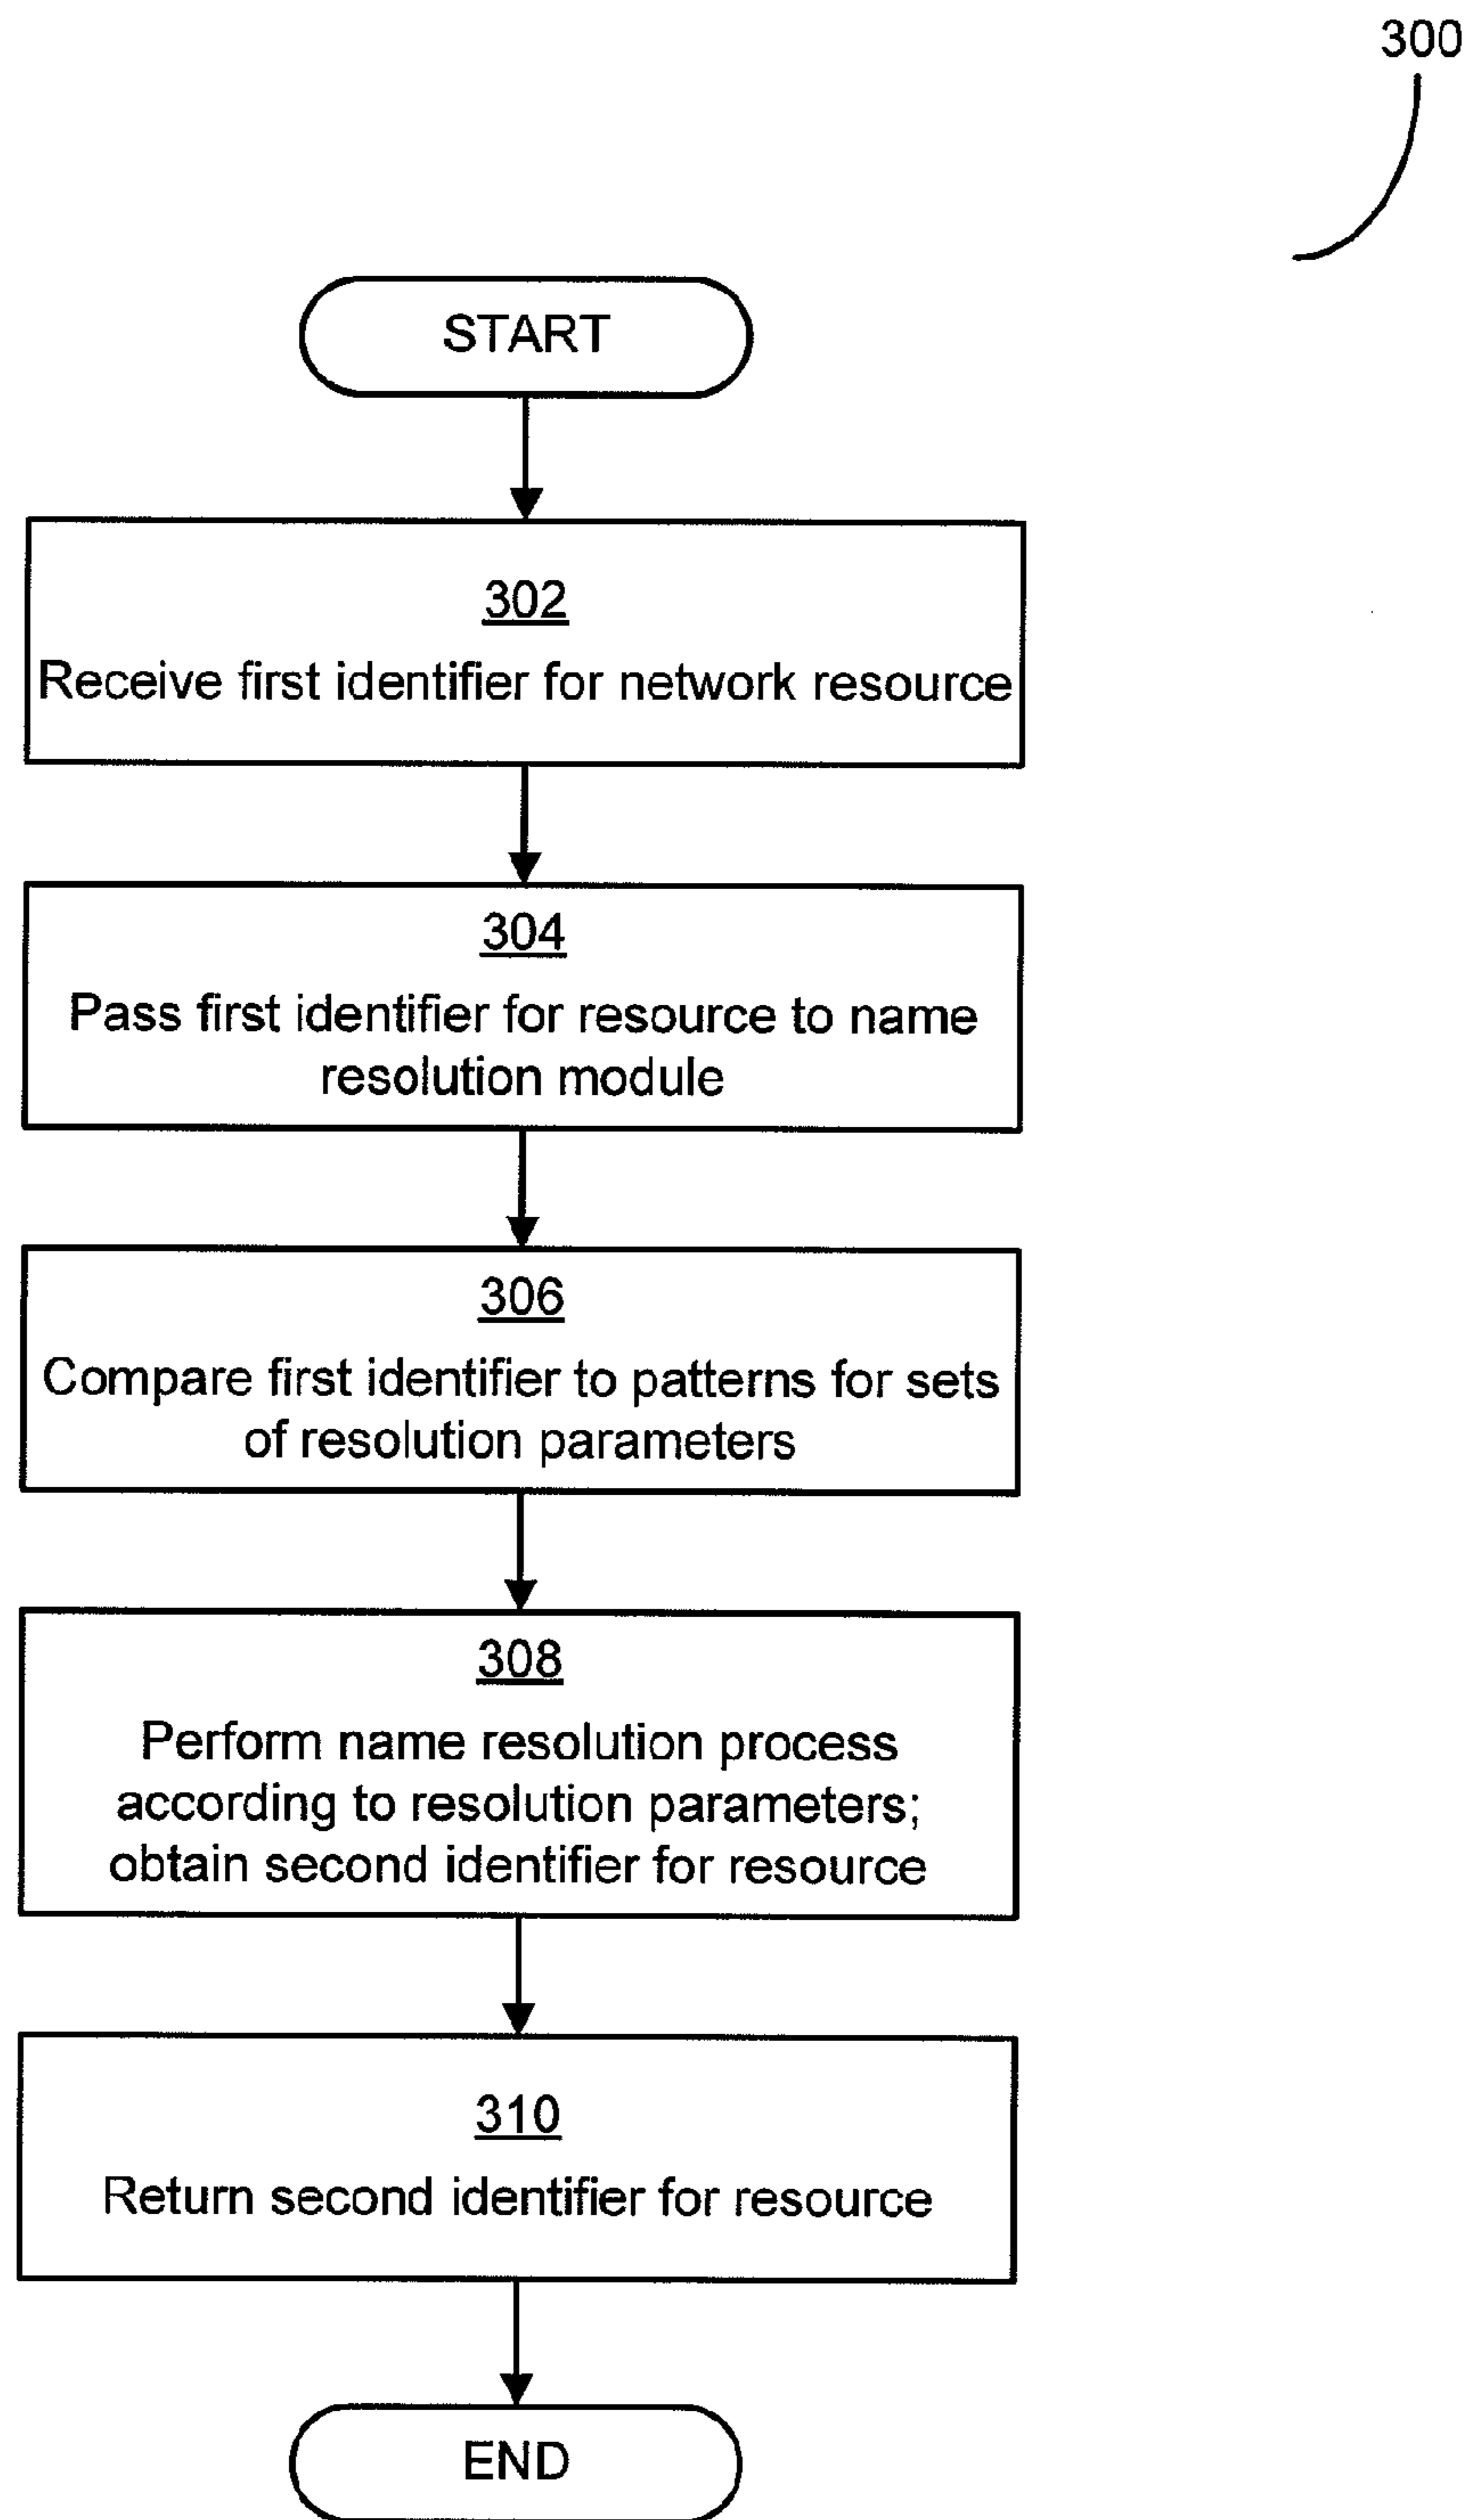 300
START
302
Receive first identifier for network resource
304
Pass first identifier for resource to name
resolution module
306
Compare first identifier to patterns for sets
of resolution parameters
308
Perform name resolution process
according to resolution parameters;
obtain second identifier for resource
310
Return second identifier for resource
END